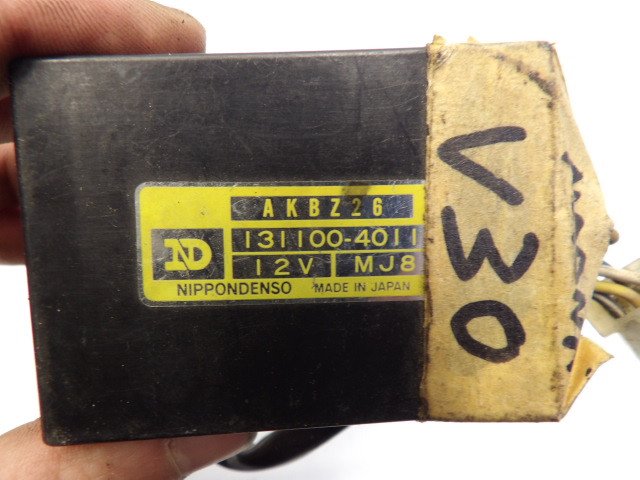 AKBZ26
ND
131100-4011
12V MJ8
NIPPONDENSO MADE IN JAPAN
V30